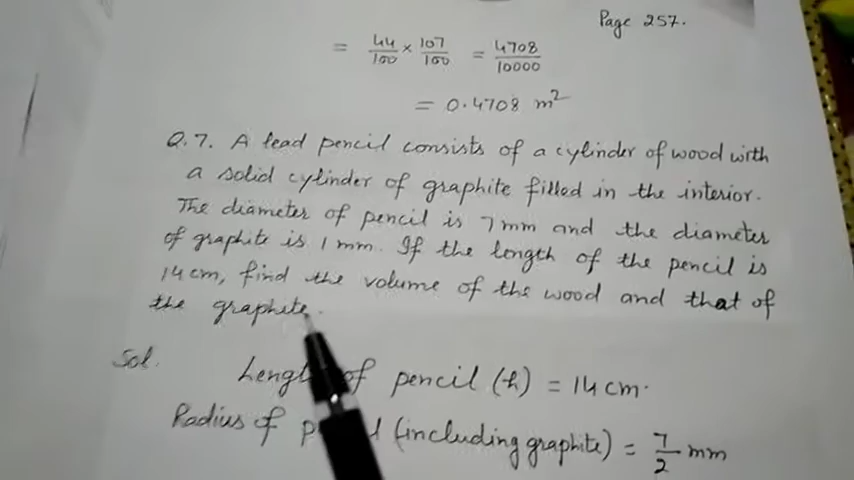 Page 257.
= 44/100 × 107/100 = 4708/10000
= 0.4708 m²
Q.7. A lead pencil consists of a cylinder of wood with
a solid cylinder of graphite filled in the interior.
The diameter of pencil is 7mm and the diameter
of graphite is 1 mm. If the length of the pencil is
14 cm, find the volume of the wood and that of
the graphite.
Sol.
Length of pencil (h) = 14 cm.
Radius of (including graphite) = 7/2 mm